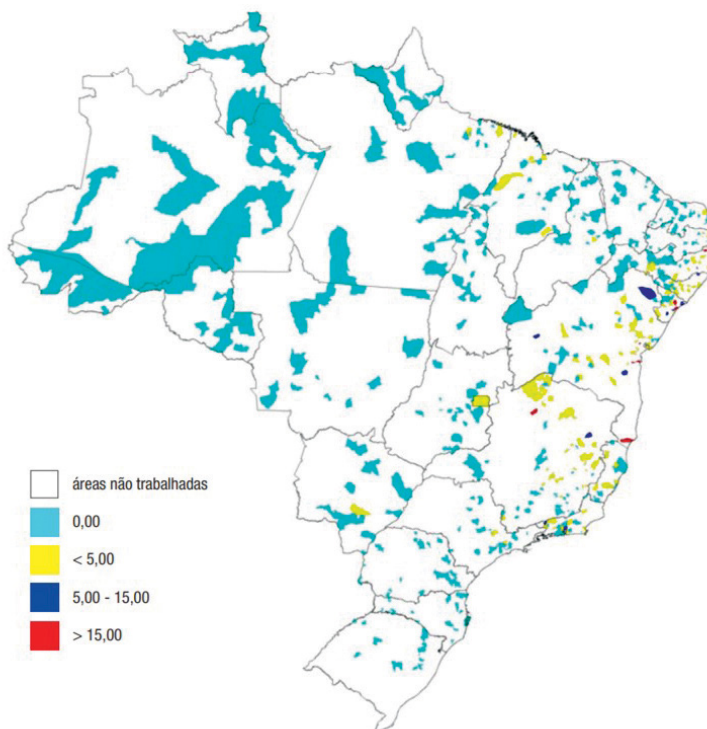 áreas não trabalhadas
0,00
< 5,00
5,00 - 15,00
> 15,00